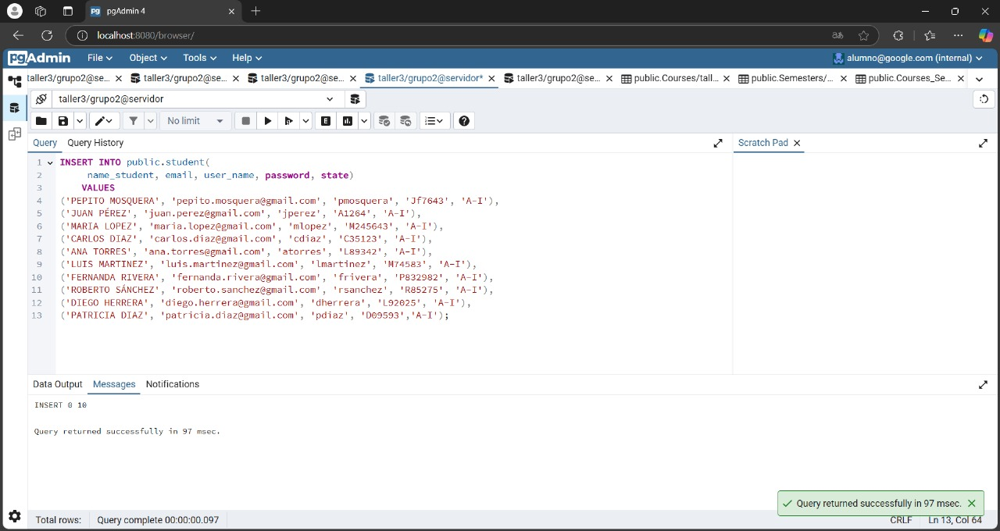 pgAdmin 4
localhost:8080/browser/
pgAdmin File Object Tools Help alumno@google.com (internal)
taller3/grupo2@se... taller3/grupo2@se... taller3/grupo2@se... taller3/grupo2@servidor* taller3/grupo2@se... public.Courses/tall... public.Semesters/... public.Courses_Se...
taller3/grupo2@servidor
No limit
Query Query History Scratch Pad
1 INSERT INTO public.student(
2 name_student, email, user_name, password, state)
3 VALUES
4 ('PEPITO MOSQUERA', 'pepito.mosquera@gmail.com', 'pmosquera', 'Jf7643', 'A-I'),
5 ('JUAN PÉREZ', 'juan.perez@gmail.com', 'jperez', 'A1264', 'A-I'),
6 ('MARIA LOPEZ', 'maria.lopez@gmail.com', 'mlopez', 'M245643', 'A-I'),
7 ('CARLOS DIAZ', 'carlos.diaz@gmail.com', 'cdiaz', 'C35123', 'A-I'),
8 ('ANA TORRES', 'ana.torres@gmail.com', 'atorres', 'L89342', 'A-I'),
9 ('LUIS MARTINEZ', 'luis.martinez@gmail.com', 'lmartinez', 'M74583', 'A-I'),
10 ('FERNANDA RIVERA', 'fernanda.rivera@gmail.com', 'frivera', 'P832982', 'A-I'),
11 ('ROBERTO SÁNCHEZ', 'roberto.sanchez@gmail.com', 'rsanchez', 'R85275', 'A-I'),
12 ('DIEGO HERRERA', 'diego.herrera@gmail.com', 'dherrera', 'L92025', 'A-I'),
13 ('PATRICIA DIAZ', 'patricia.diaz@gmail.com', 'pdiaz', 'D09593','A-I');
Data Output Messages Notifications
INSERT 0 10
Query returned successfully in 97 msec.
Query returned successfully in 97 msec.
Total rows: Query complete 00:00:00.097 CRLF Ln 13, Col 64